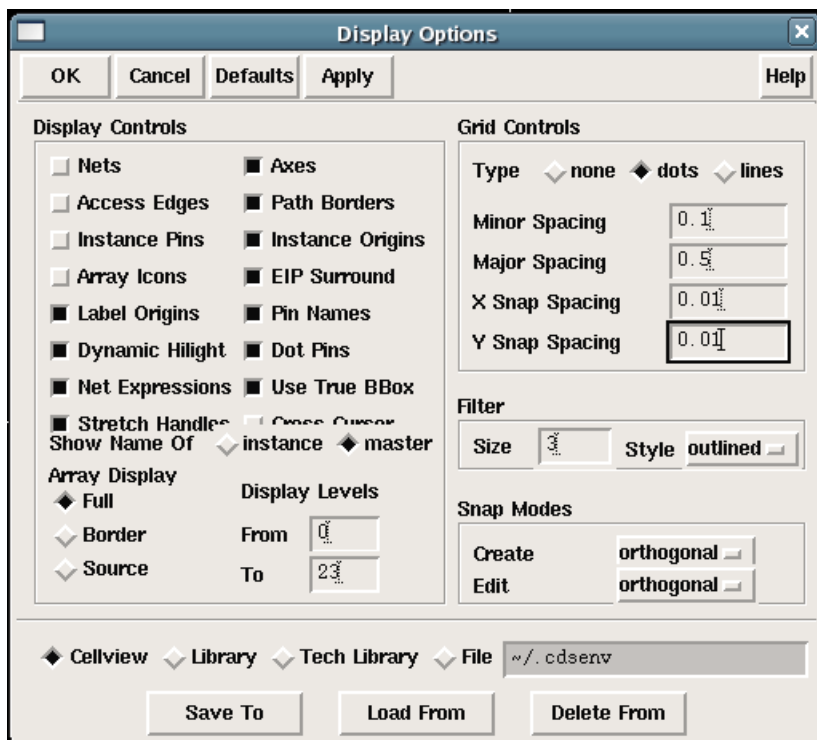 Display Options
OK Cancel Defaults Apply Help
Display Controls
Nets Axes
Access Edges Path Borders
Instance Pins Instance Origins
Array Icons EIP Surround
Label Origins Pin Names
Dynamic Hilight Dot Pins
Net Expressions Use True BBox
Stretch Handles Cross Cursor
Show Name Of instance master
Array Display
Full
Border
Source
Display Levels
From 0
To 23
Grid Controls
Type none dots lines
Minor Spacing 0.1
Major Spacing 0.5
X Snap Spacing 0.01
Y Snap Spacing 0.01
Filter
Size 3 Style outlined
Snap Modes
Create orthogonal
Edit orthogonal
Cellview Library Tech Library File ~/.cdsenv
Save To Load From Delete From